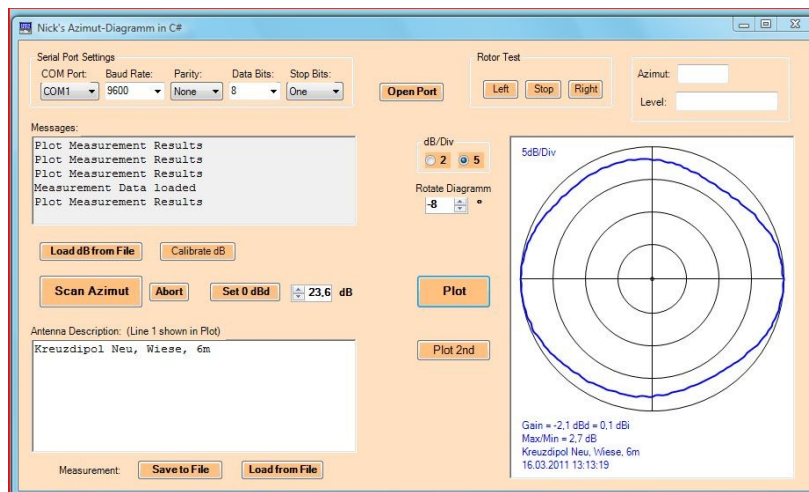 Nick's Azimut-Diagramm in C#
Serial Port Settings
COM Port: Baud Rate: Parity: Data Bits: Stop Bits:
COM1 9600 None 8 One
Open Port
Rotor Test
Left Stop Right
Azimut:
Level:
Messages:
Plot Measurement Results
Plot Measurement Results
Plot Measurement Results
Measurement Data loaded
Plot Measurement Results
dB/Div
2 5
Rotate Diagramm
-8 °
Load dB from File Calibrate dB
Scan Azimut Abort Set 0 dBd 23,6 dB
Plot
Antenna Description: (Line 1 shown in Plot)
Kreuzdipol Neu, Wiese, 6m
Plot 2nd
Measurement: Save to File Load from File
5dB/Div
Gain = -2,1 dBd = 0,1 dBi
Max/Min = 2,7 dB
Kreuzdipol Neu, Wiese, 6m
16.03.2011 13:13:19